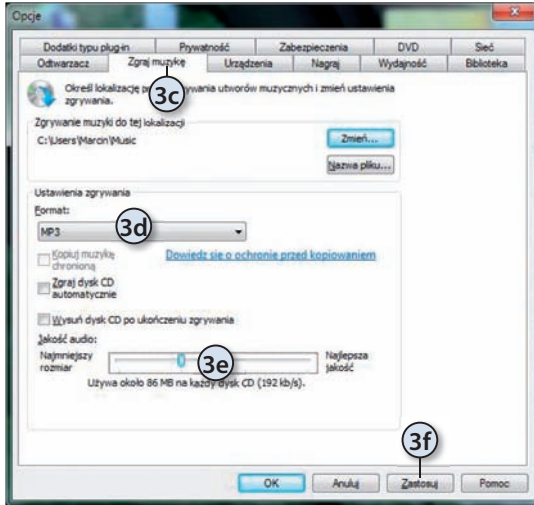 Opcje
Dodatki typu plug-in Prywatność Zabezpieczenia DVD Sieć
Odtwarzacz Zgraj muzykę Urządzenia Nagraj Wydajność Biblioteka
3c
Określ lokalizację wania utworów muzycznych i zmień ustawienia
zgrywania.
Zgrywanie muzyki do tej lokalizacji
C:\Users\Marcin\Music
Zmień...
Nazwa pliku...
Ustawienia zgrywania
Format:
MP3
3d
Kopiuj muzykę
chronioną
Dowiedz się o ochronie przed kopiowaniem
Zgraj dysk CD
automatycznie
Wysuń dysk CD po ukończeniu zgrywania
Jakość audio:
Najmniejszy
rozmiar
3e
Najlepsza
jakość
Używa około 86 MB na każdy dysk CD (192 kb/s).
3f
OK Anuluj Zastosuj Pomoc